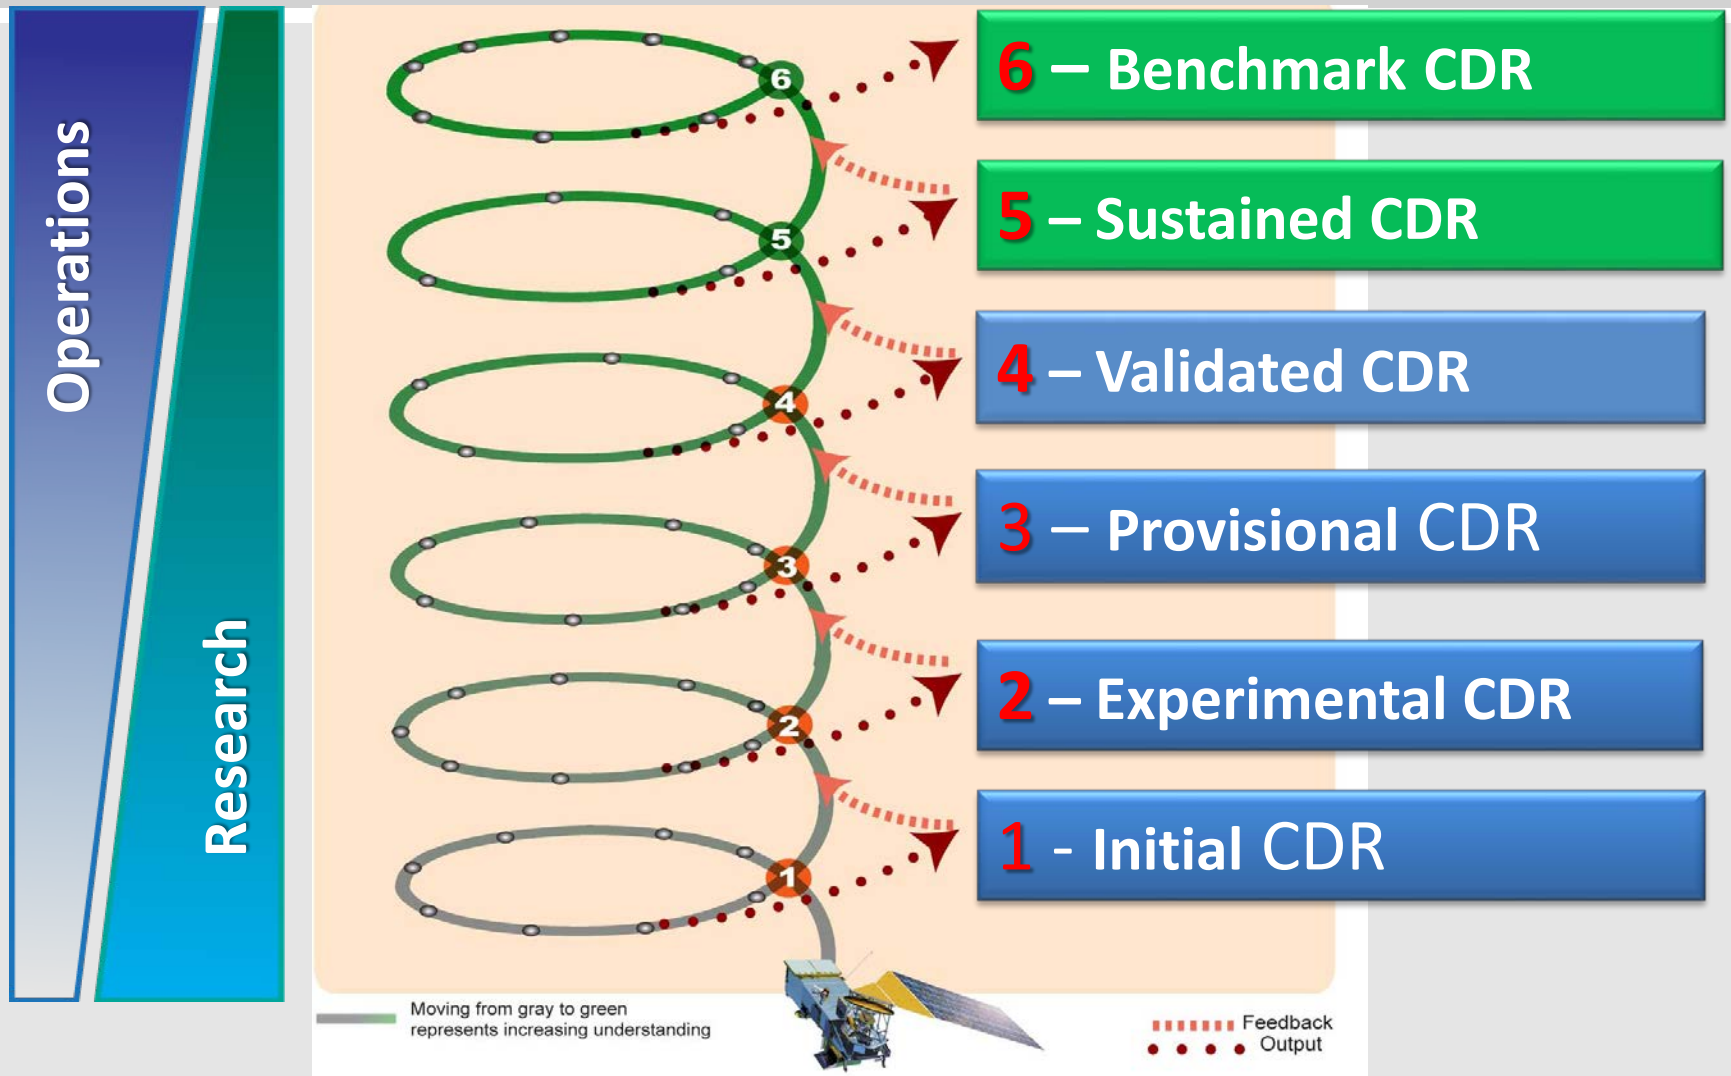 Operations
Research
6
5
4
3
2
1
6 – Benchmark CDR
5 – Sustained CDR
4 – Validated CDR
3 – Provisional CDR
2 – Experimental CDR
1 - Initial CDR
Moving from gray to green
represents increasing understanding
Feedback
Output